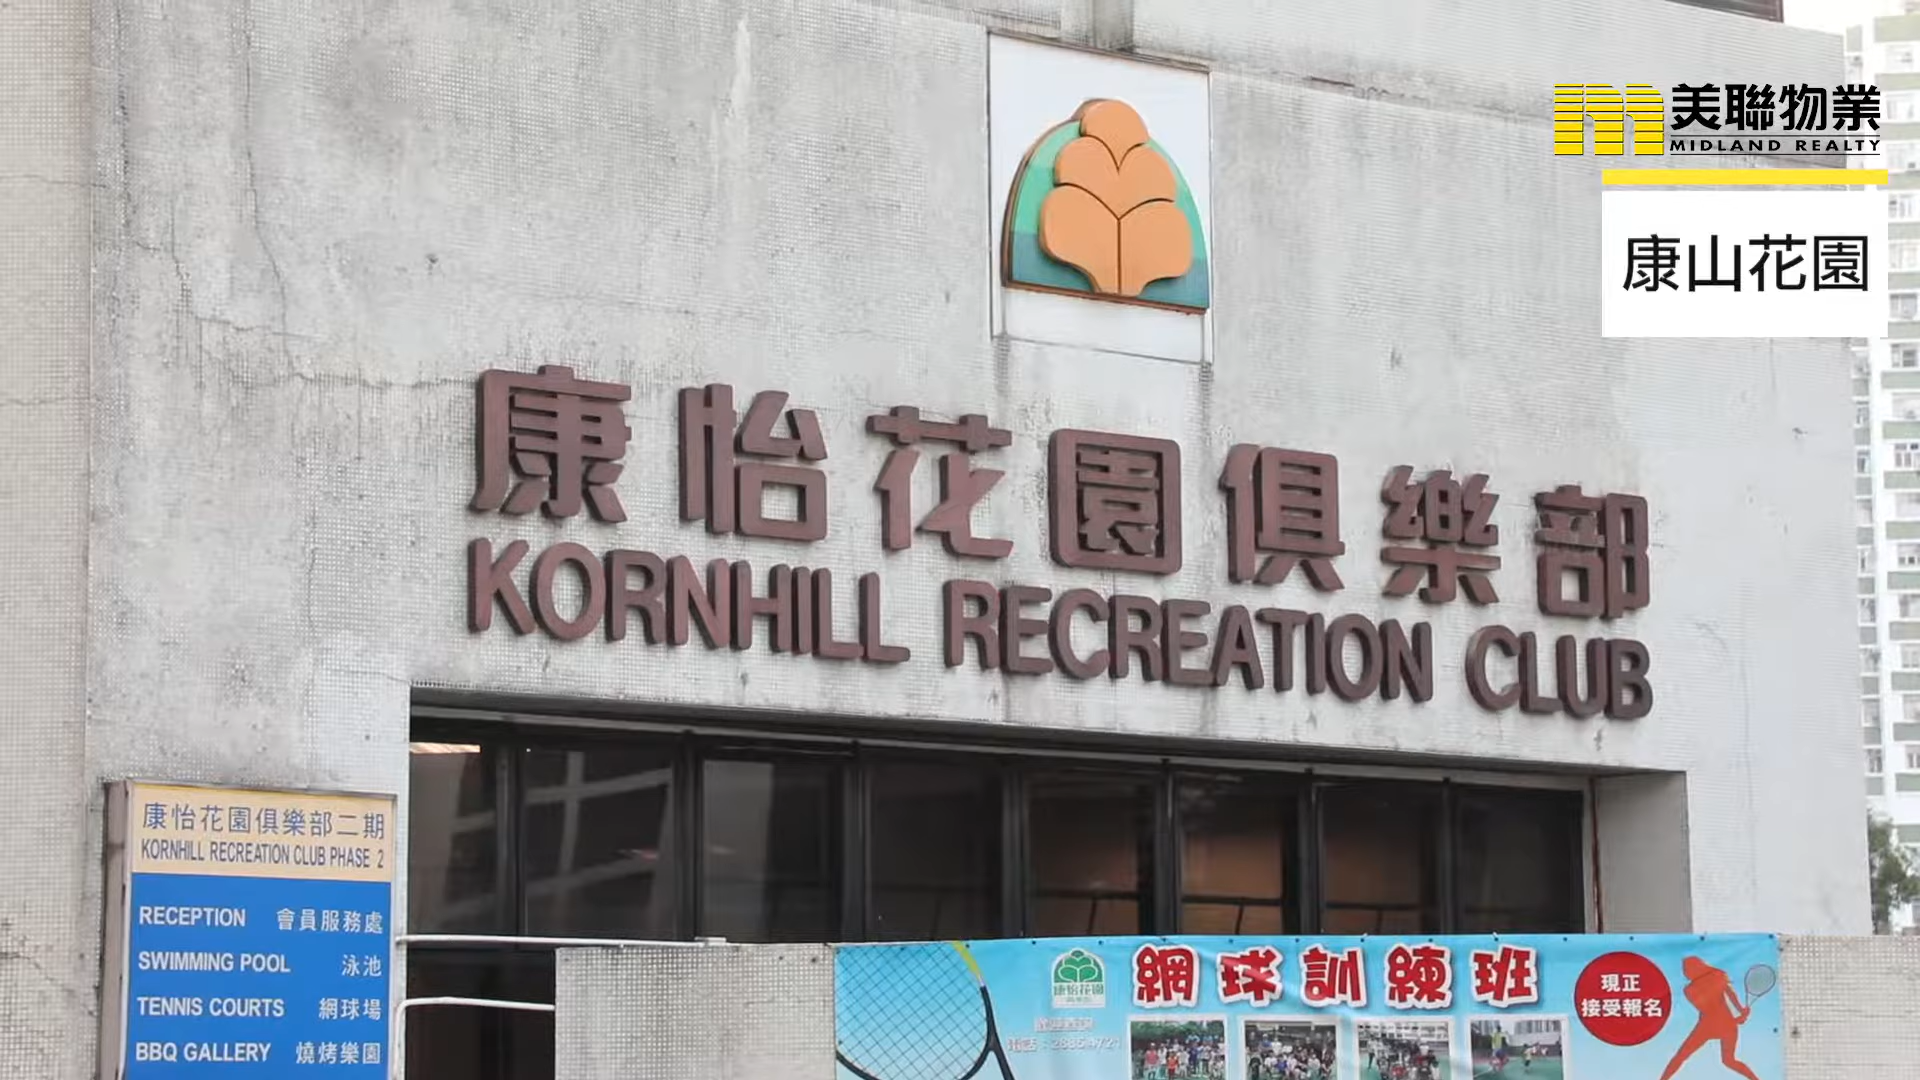 美聯物業
MIDLAND REALTY
康山花園
康怡花園俱樂部
KORNHILL RECREATION CLUB
康怡花園俱樂部二期
KORNHILL RECREATION CLUB PHASE 2
RECEPTION 會員服務處
SWIMMING POOL 泳池
TENNIS COURTS 網球場
BBQ GALLERY 燒烤樂園
網球訓練班
康怡花園
現正
接受報名